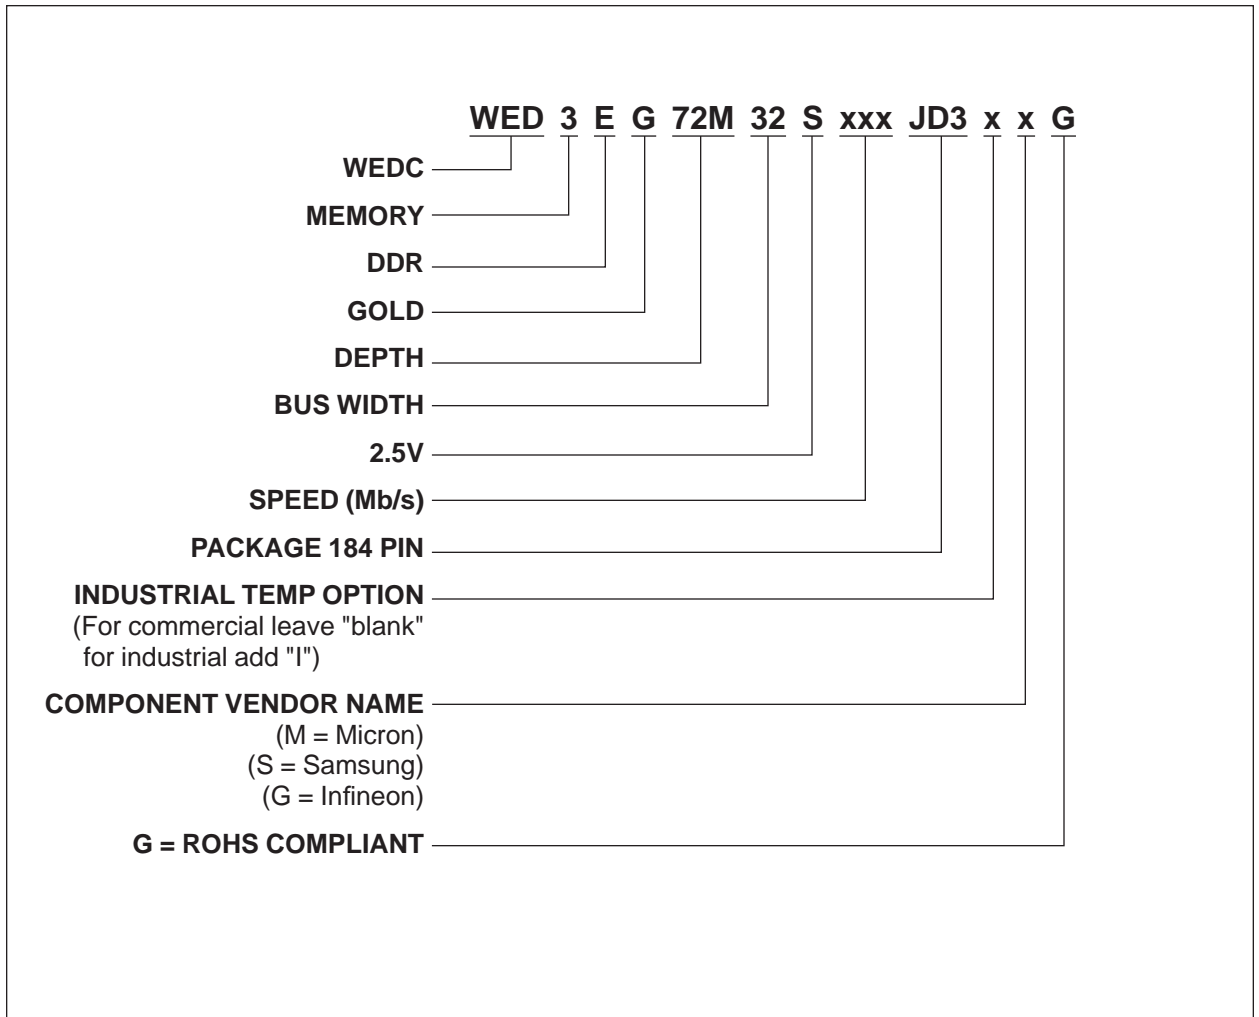 WED 3 E G 72M 32 S xxx JD3 x x G
WEDC
MEMORY
DDR
GOLD
DEPTH
BUS WIDTH
2.5V
SPEED (Mb/s)
PACKAGE 184 PIN
INDUSTRIAL TEMP OPTION
(For commercial leave "blank"
for industrial add "I")
COMPONENT VENDOR NAME
(M = Micron)
(S = Samsung)
(G = Infineon)
G = ROHS COMPLIANT